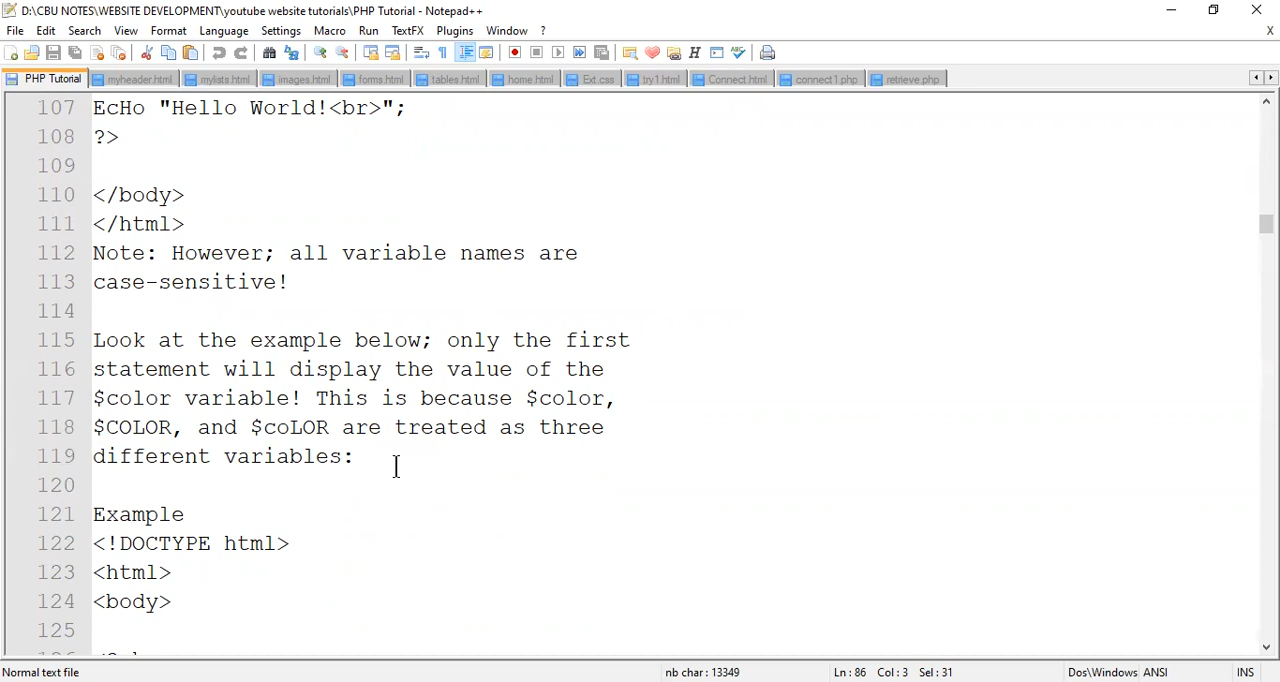 D:\CBU NOTES\WEBSITE DEVELOPMENT\youtube website tutorials\PHP Tutorial - Notepad++
File Edit Search View Format Language Settings Macro Run TextFX Plugins Window ? X
PHP Tutorial myheader.html mylists.html images.html forms.html tables.html home.html Ext.css try1.html Connect.html connect1.php retrieve.php
107 EcHo "Hello World!<br>";
108 ?>
109
110 </body>
111 </html>
112 Note: However; all variable names are
113 case-sensitive!
114
115 Look at the example below; only the first
116 statement will display the value of the
117 $color variable! This is because $color,
118 $COLOR, and $coLOR are treated as three
119 different variables:
120
121 Example
122 <!DOCTYPE html>
123 <html>
124 <body>
125
Normal text file nb char : 13349 Ln : 86 Col : 3 Sel : 31 Dos\Windows ANSI INS